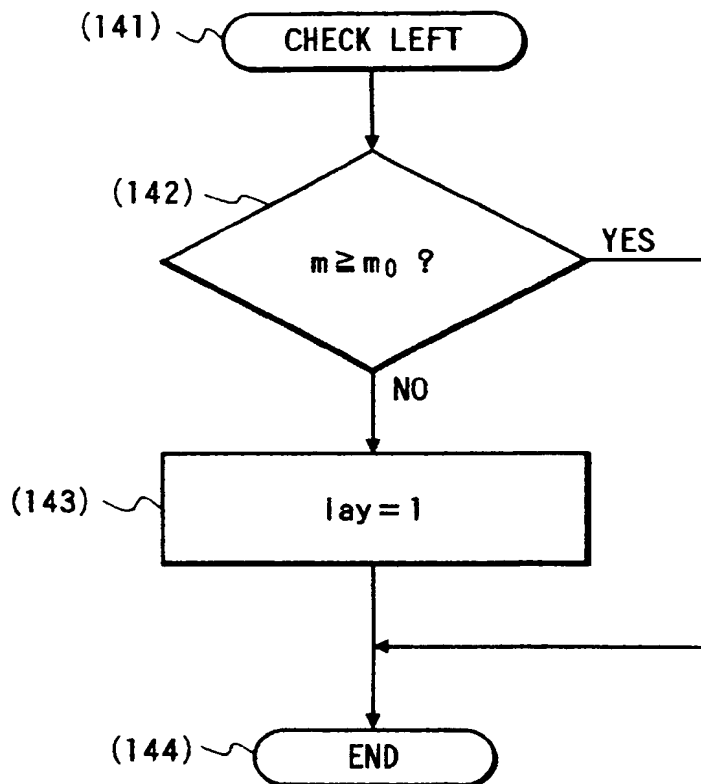 (141)
CHECK LEFT
(142)
m≧m₀ ?
YES
NO
(143)
lay=1
(144)
END